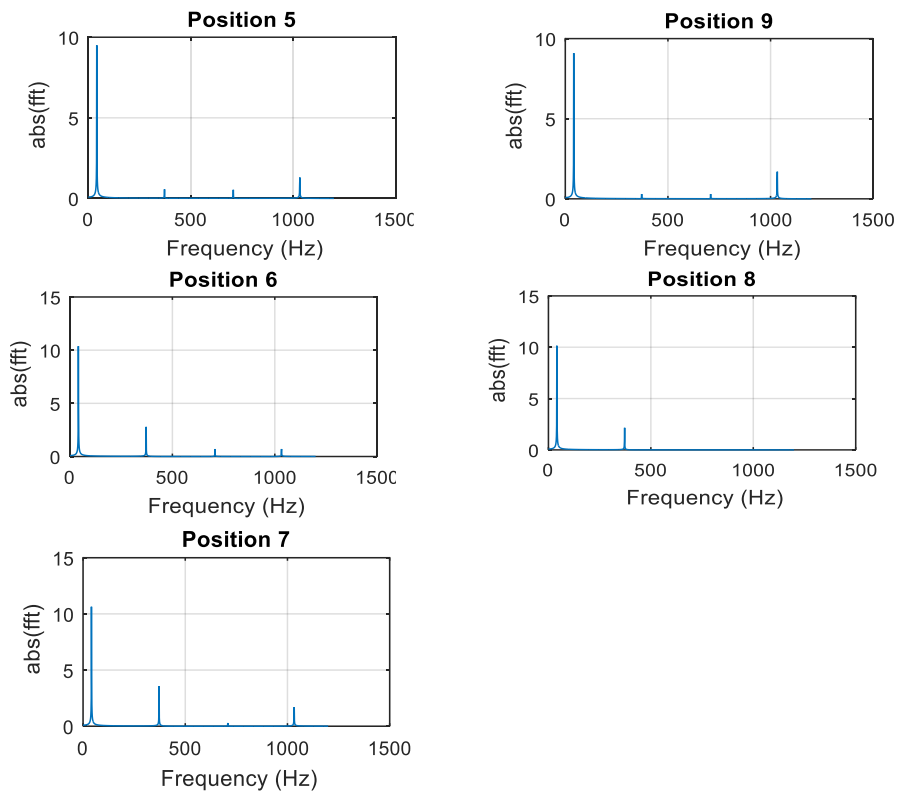 Position 5
10
5
0
0 500 1000 1500
abs(fft)
Frequency (Hz)
Position 9
10
5
0
0 500 1000 1500
abs(fft)
Frequency (Hz)
Position 6
15
10
5
0
0 500 1000 1500
abs(fft)
Frequency (Hz)
Position 8
15
10
5
0
0 500 1000 1500
abs(fft)
Frequency (Hz)
Position 7
15
10
5
0
0 500 1000 1500
abs(fft)
Frequency (Hz)